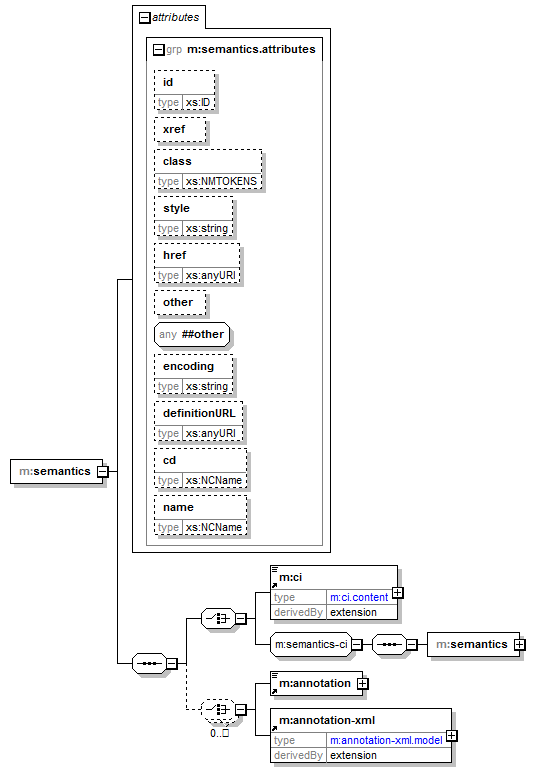 attributes
grp m:semantics.attributes
id
type xs:ID
xref
class
type xs:NMTOKENS
style
type xs:string
href
type xs:anyURI
other
any ##other
encoding
type xs:string
definitionURL
type xs:anyURI
cd
type xs:NCName
name
type xs:NCName
m:semantics
m:ci
type m:ci.content
derivedBy extension
m:semantics-ci
m:semantics
m:annotation
0..□
m:annotation-xml
type m:annotation-xml.model
derivedBy extension